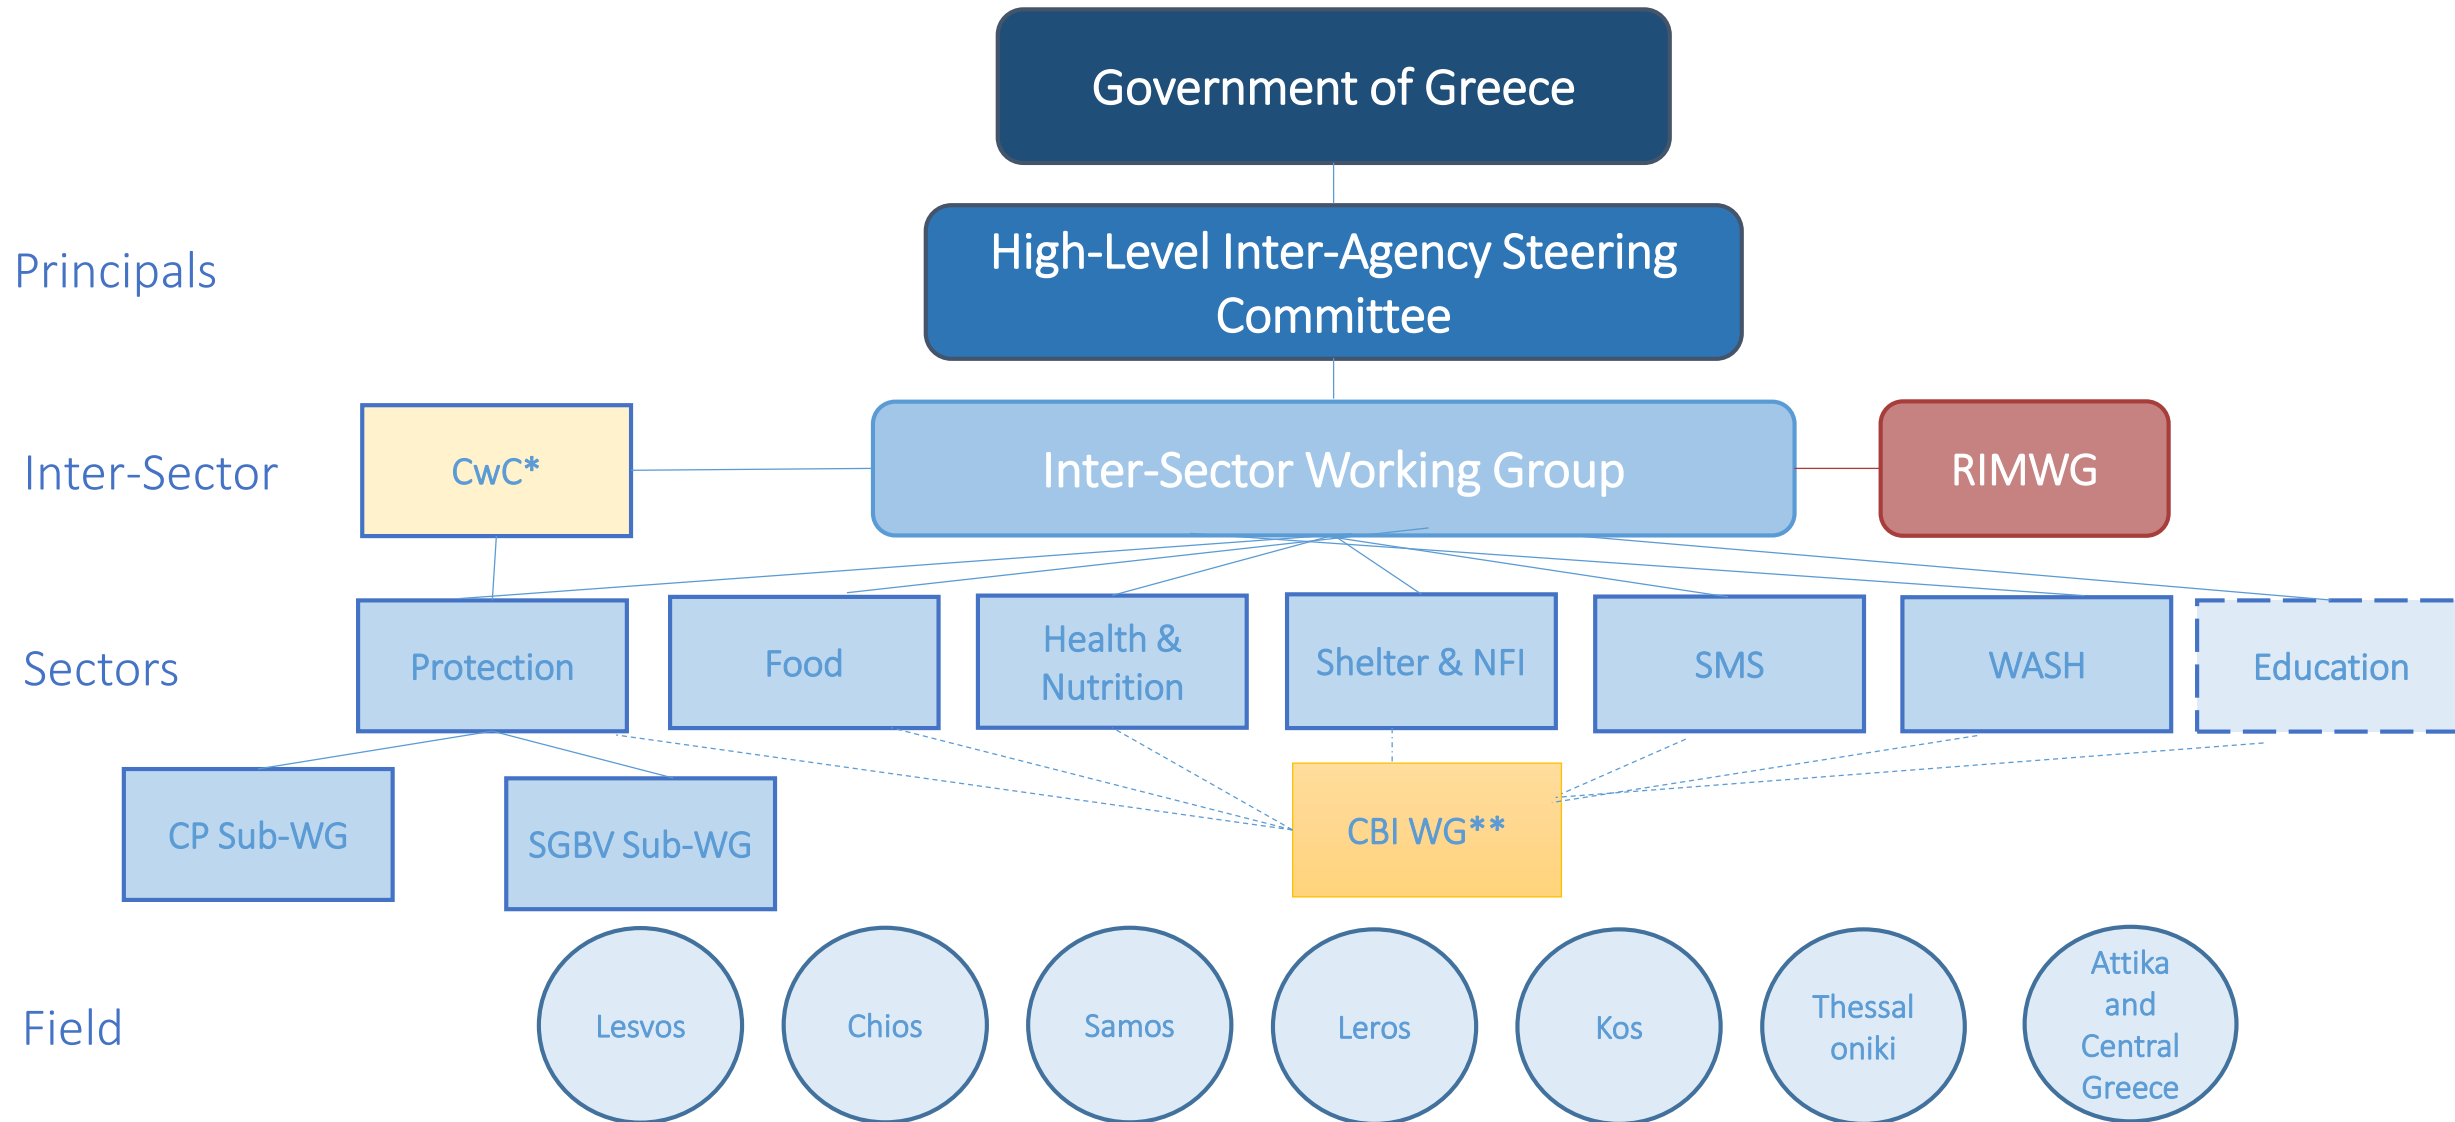 Government of Greece
Principals
High-Level Inter-Agency Steering
Committee
Inter-Sector
CwC*
Inter-Sector Working Group
RIMWG
Sectors
Protection
Food
Health &
Nutrition
Shelter & NFI
SMS
WASH
Education
CP Sub-WG
SGBV Sub-WG
CBI WG**
Field
Lesvos
Chios
Samos
Leros
Kos
Thessal
oniki
Attika
and
Central
Greece